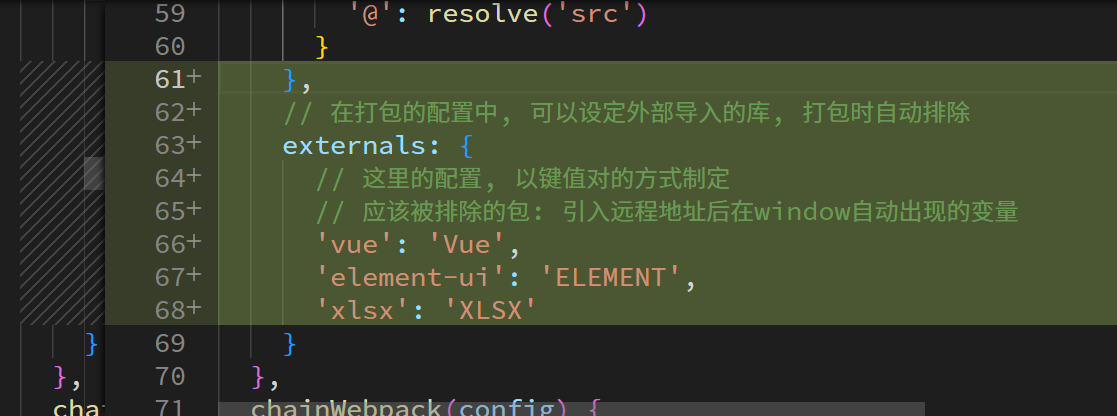 59 '@': resolve('src')
60 }
61+ },
62+ // 在打包的配置中, 可以设定外部导入的库, 打包时自动排除
63+ externals: {
64+ // 这里的配置, 以键值对的方式制定
65+ // 应该被排除的包: 引入远程地址后在window自动出现的变量
66+ 'vue': 'Vue',
67+ 'element-ui': 'ELEMENT',
68+ 'xlsx': 'XLSX'
} 69 }
}, 70 },
cha 71 chainWebpack(config) {